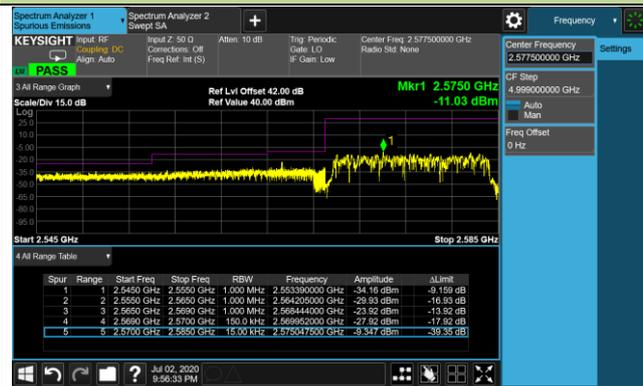 Spectrum Analyzer 1
Spurious Emissions
Spectrum Analyzer 2
Swept SA
+
Frequency
KEYSIGHT
Input: RF
Coupling: DC
Align: Auto
Input Z: 50 Ω
Corrections: Off
Freq Ref: Int (S)
Atten: 10 dB
Trig: Periodic
Gate: LO
IF Gain: Low
Center Freq: 2.577500000 GHz
Radio Std: None
PASS
3 All Range Graph
Scale/Div 15.0 dB
Ref Lvl Offset 42.00 dB
Ref Value 40.00 dBm
Mkr1 2.5750 GHz
-11.03 dBm
Log
25.0
10.0
-5.00
-20.0
-35.0
-50.0
-65.0
-80.0
-95.0
1
Start 2.545 GHz
Stop 2.585 GHz
4 All Range Table
Spur Range Start Freq Stop Freq RBW Frequency Amplitude ΔLimit
1 1 2.5450 GHz 2.5550 GHz 1.000 MHz 2.553390000 GHz -34.16 dBm -9.159 dB
2 2 2.5550 GHz 2.5650 GHz 1.000 MHz 2.564205000 GHz -29.93 dBm -16.93 dB
3 3 2.5650 GHz 2.5690 GHz 1.000 MHz 2.568444000 GHz -23.92 dBm -13.92 dB
4 4 2.5690 GHz 2.5700 GHz 150.0 kHz 2.569952000 GHz -27.92 dBm -17.92 dB
5 5 2.5700 GHz 2.5850 GHz 15.00 kHz 2.575047500 GHz -9.347 dBm -39.35 dB
Center Frequency
2.577500000 GHz
Settings
CF Step
4.999000000 GHz
Auto
Man
Freq Offset
0 Hz
?
Jul 02, 2020
9:56:33 PM